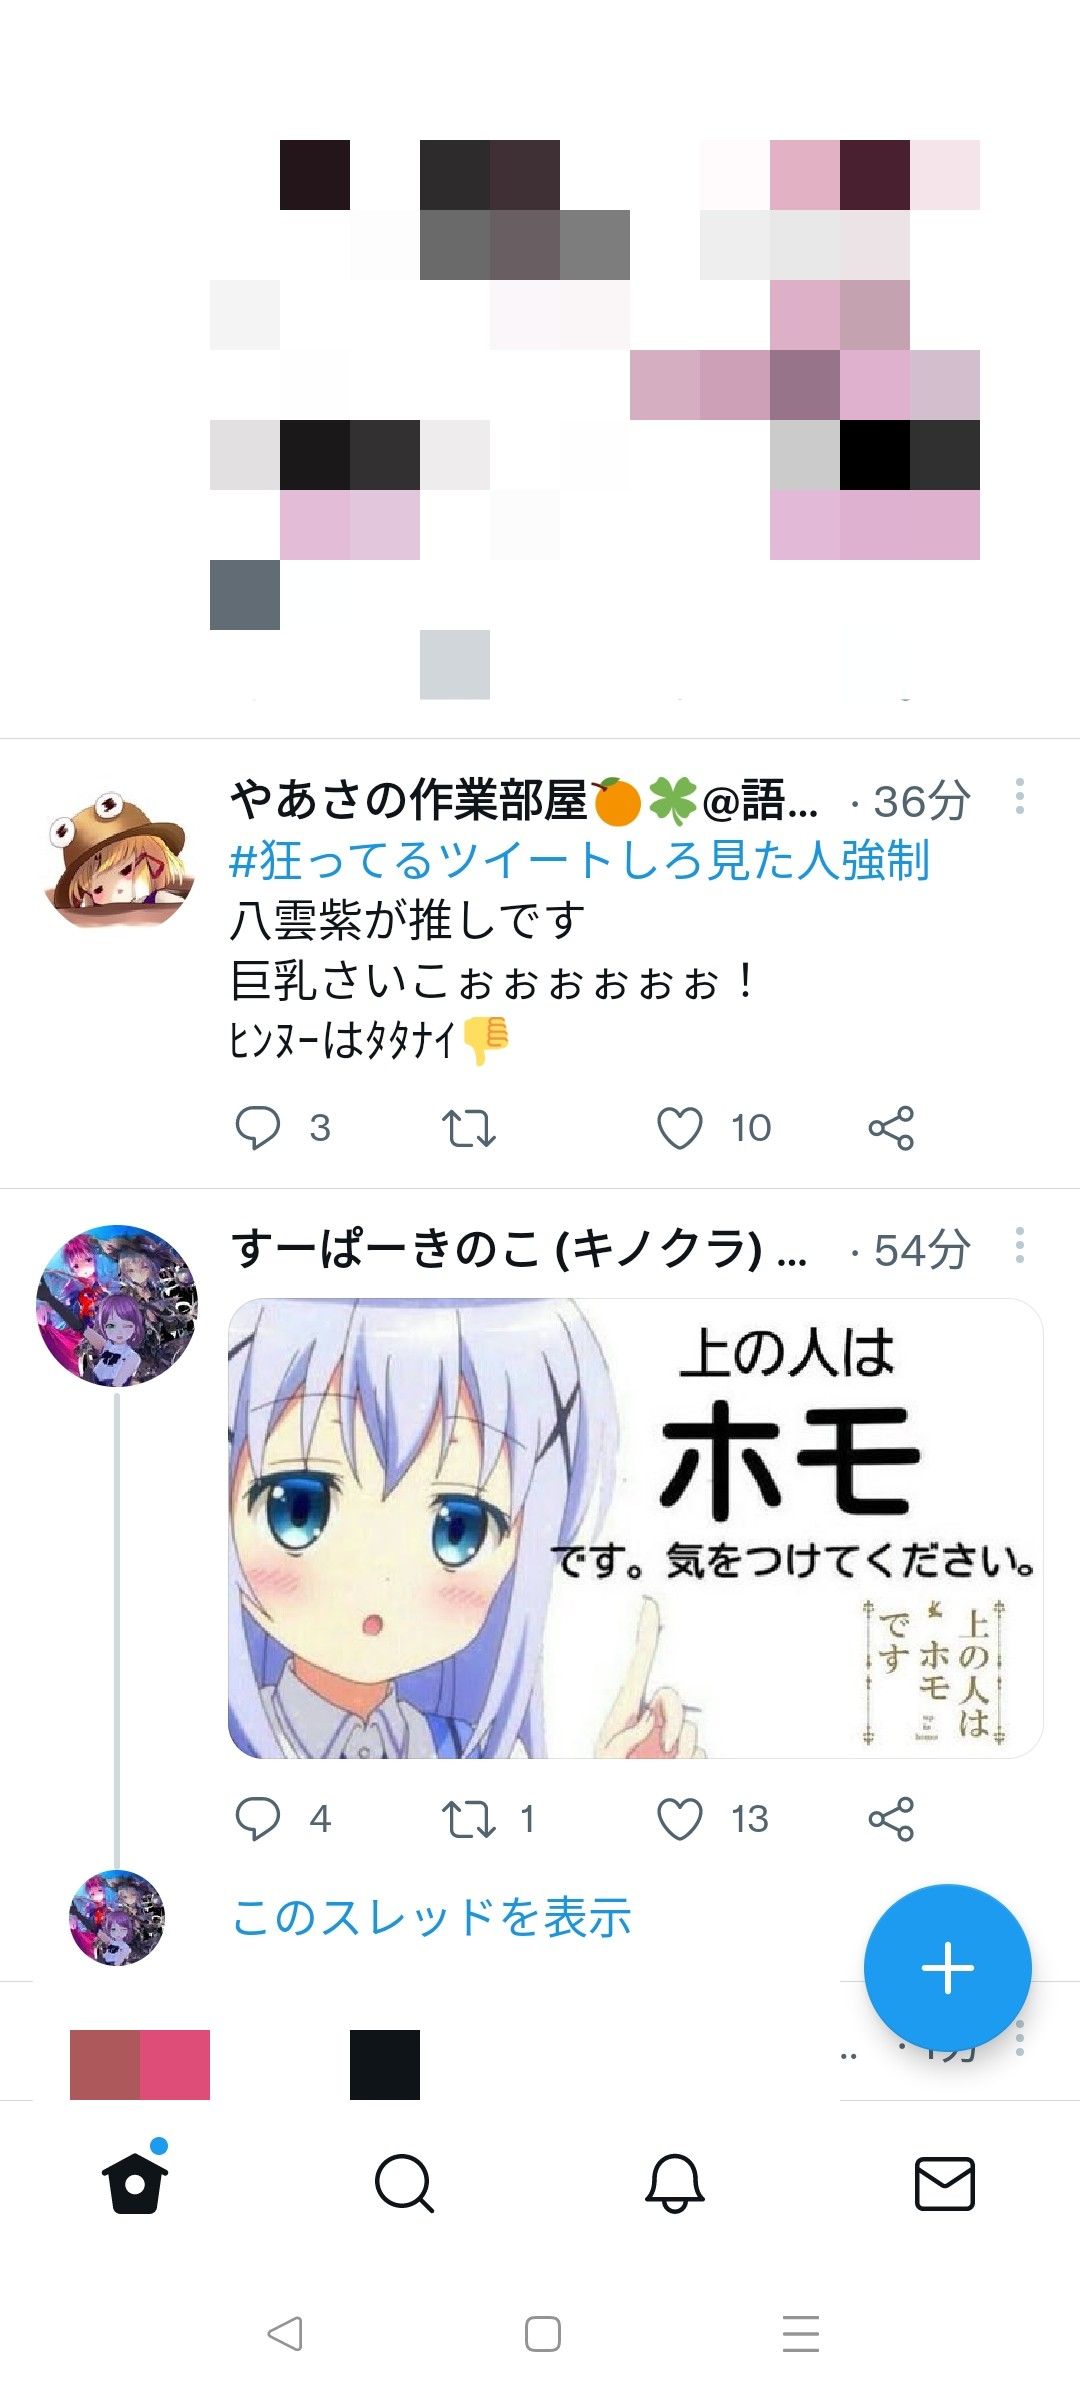 やあさの作業部屋🍊🍀@語... · 36分
#狂ってるツイートしろ見た人強制
八雲紫が推しです
巨乳さいこぉぉぉぉぉぉ！
ﾋﾝﾇｰはﾀﾀﾅｲ👎
3 10
すーぱーきのこ (キノクラ) ... · 54分
上の人は
ホモ
です。気をつけてください。
上の人は
ホモ
です
4 1 13
このスレッドを表示